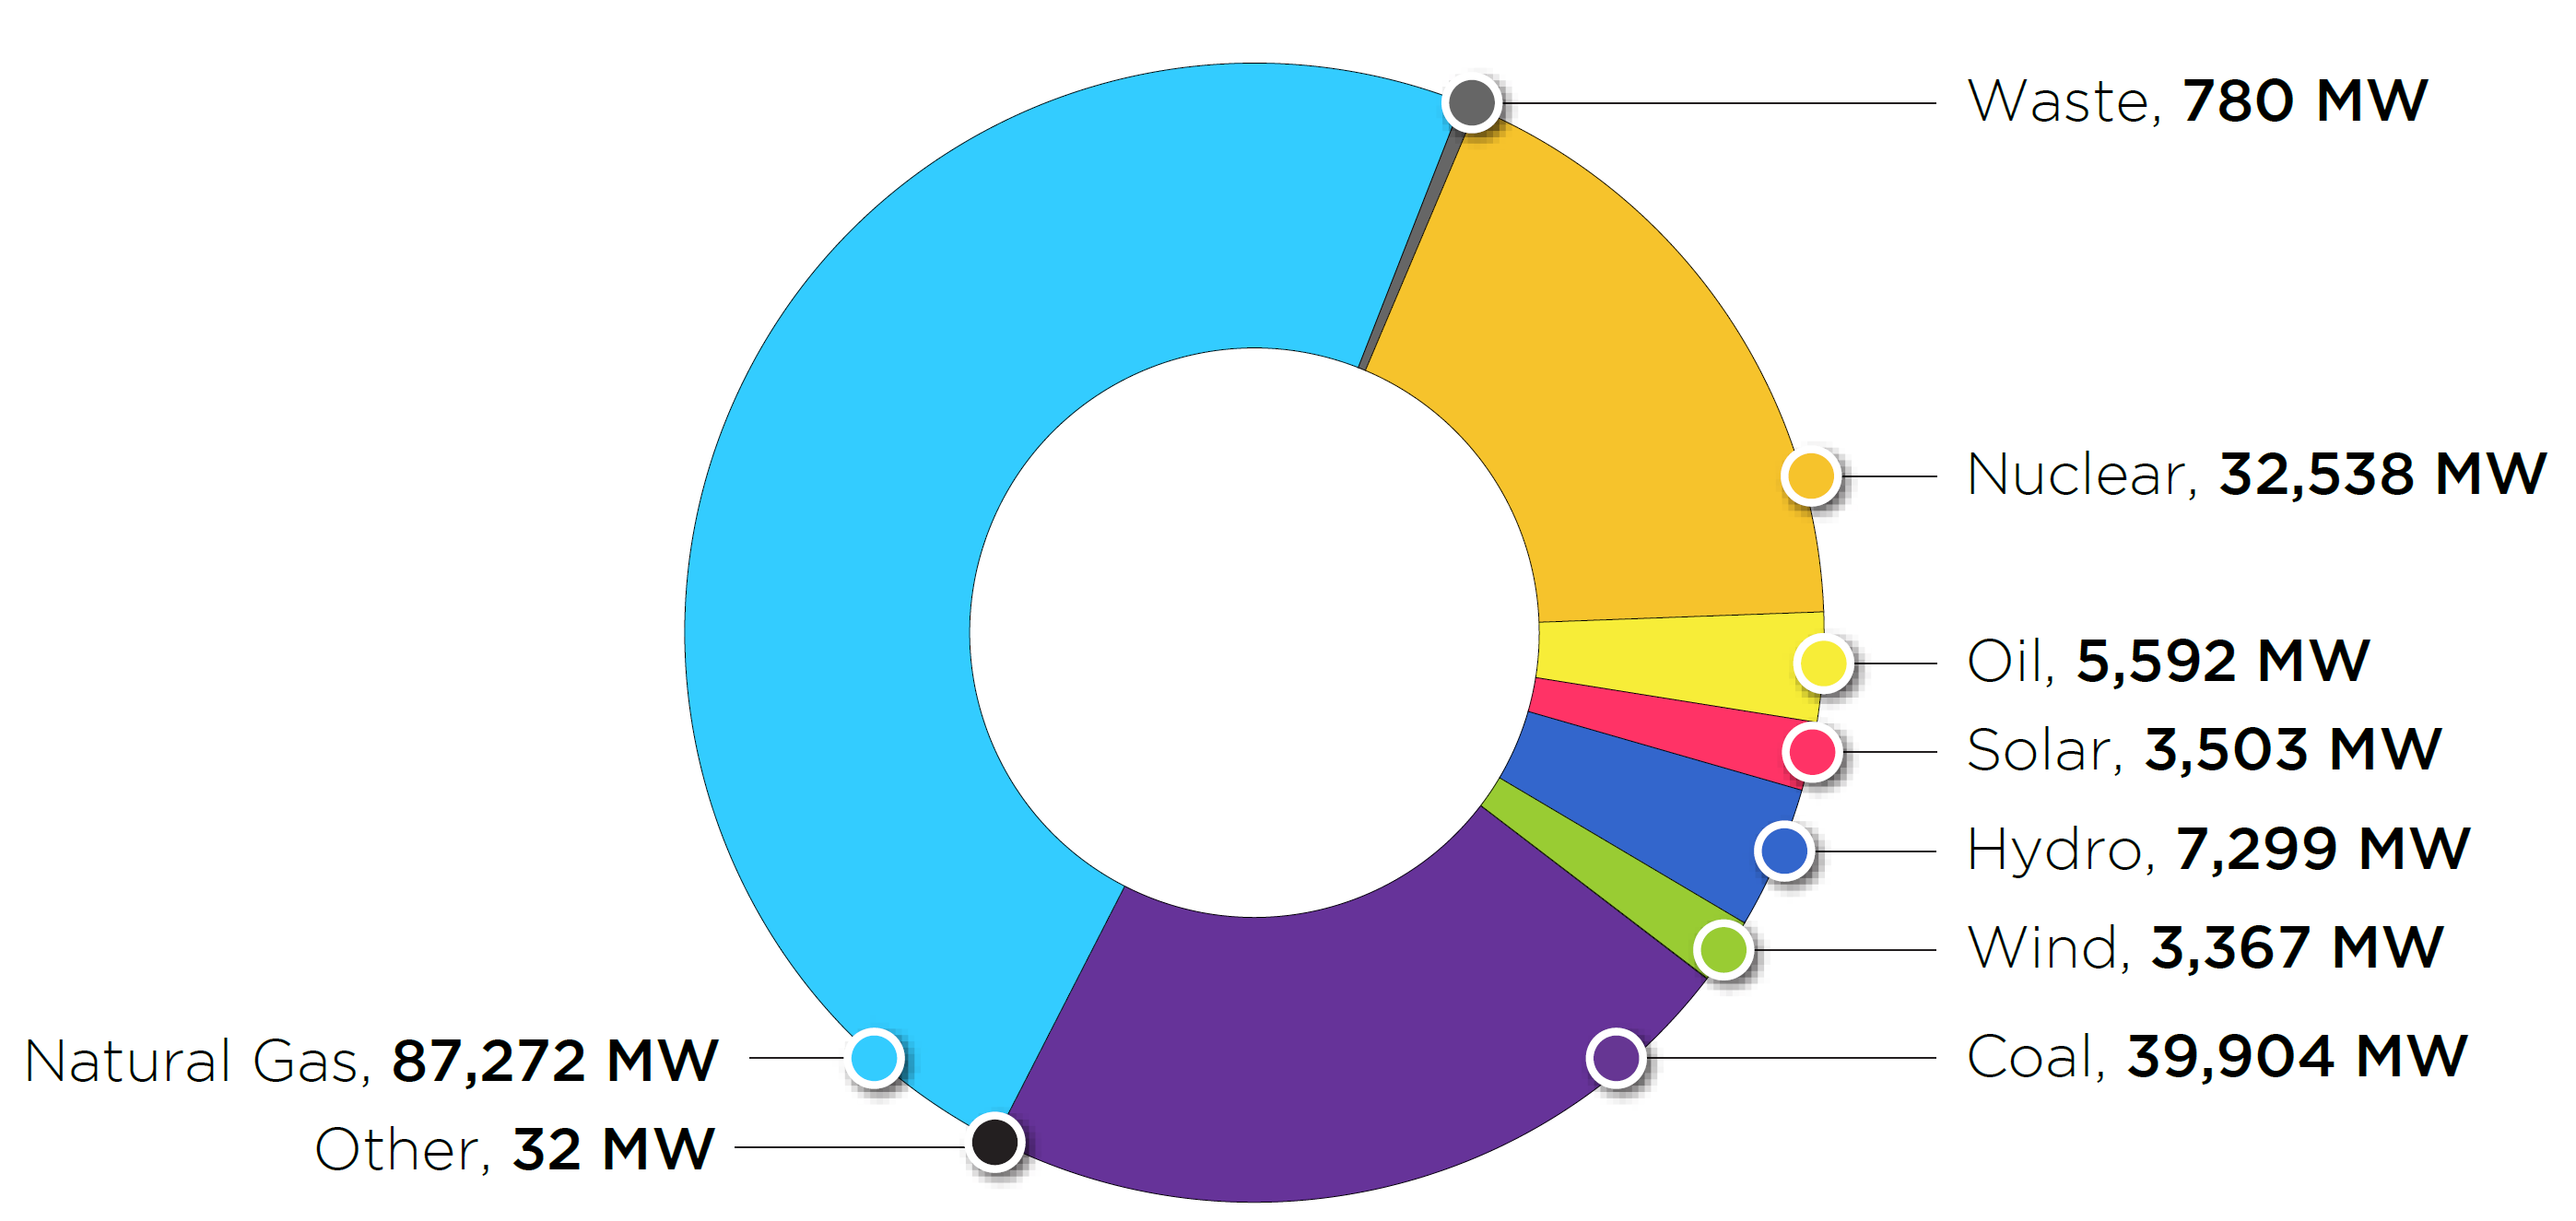 Waste, 780 MW
Nuclear, 32,538 MW
Oil, 5,592 MW
Solar, 3,503 MW
Hydro, 7,299 MW
Wind, 3,367 MW
Coal, 39,904 MW
Natural Gas, 87,272 MW
Other, 32 MW